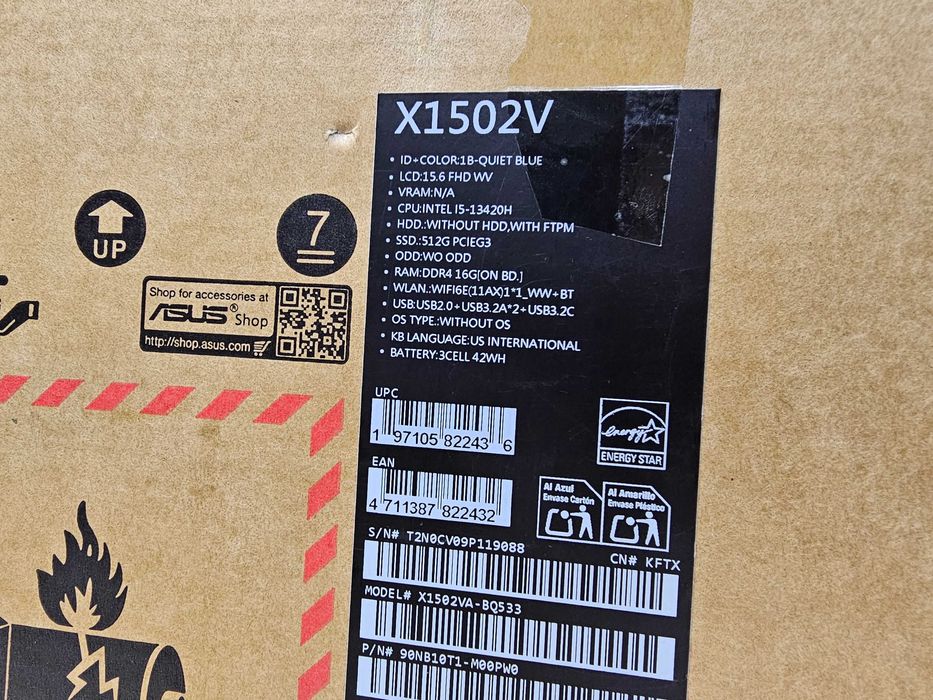 X1502V
• ID+COLOR:1B-QUIET BLUE
• LCD:15.6 FHD WV
• VRAM:N/A
• CPU:INTEL I5-13420H
• HDD.:WITHOUT HDD,WITH FTPM
• SSD.:512G PCIEG3
• ODD:WO ODD
• RAM:DDR4 16G[ON BD.]
• WLAN.:WIFI6E(11AX)1*1_WW+BT
• USB:USB2.0+USB3.2A*2+USB3.2C
• OS TYPE.:WITHOUT OS
• KB LANGUAGE:US INTERNATIONAL
• BATTERY:3CELL 42WH
UP
7
Shop for accessories at
ASUS® Shop
http://shop.asus.com
UPC
1 97105 82243 6
energy
ENERGY STAR
EAN
4 711387 822432
Al Azul
Envase Cartón
Al Amarillo
Envase Plástico
S/N# T2N0CV09P119088
CN# KFTX
MODEL# X1502VA-BQ533
P/N# 90NB10T1-M00PW0